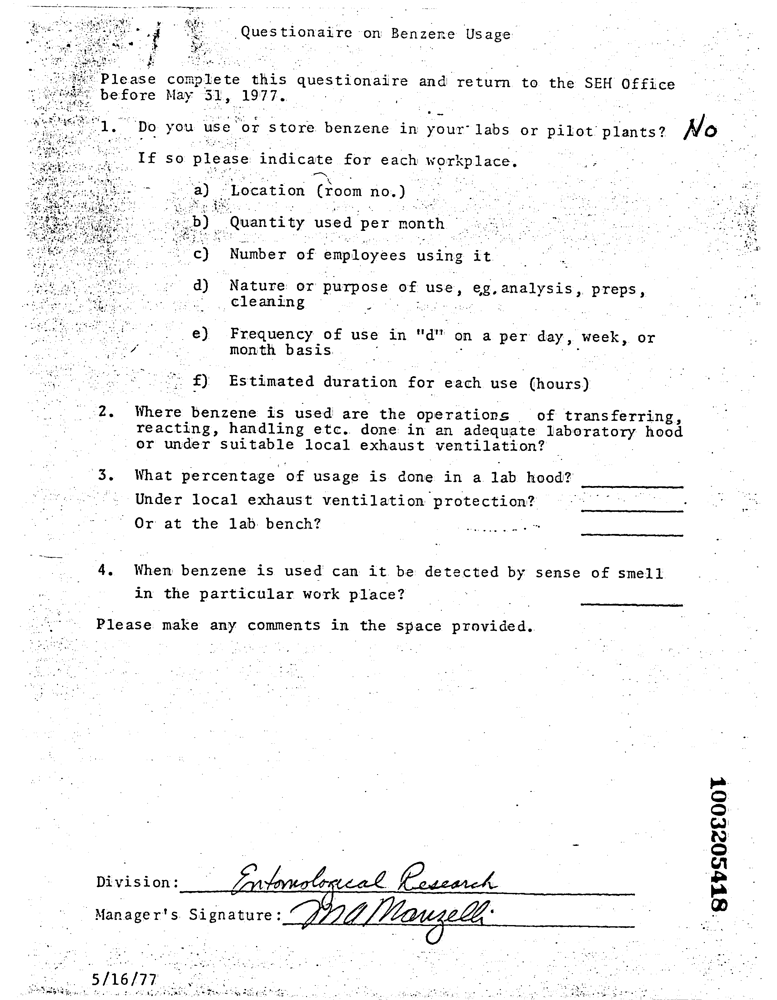 Questionaire on Benzene Usage
Please complete this questionaire and return to the SEH Office
before May 31, 1977.
1. Do you use or store benzene in your labs or pilot plants? No
If so please indicate for each workplace.
a) Location (room no.)
b) Quantity used per month
c) Number of employees using it
d) Nature or purpose of use, eg. analysis, preps,
cleaning
e) Frequency of use in "d" on a per day, week, or
month basis
f) Estimated duration for each use (hours)
2. Where benzene is used are the operations of transferring,
reacting, handling etc. done in an adequate laboratory hood
or under suitable local exhaust ventilation?
3. What percentage of usage is done in a lab hood?
Under local exhaust ventilation protection?
Or at the lab bench?
4. When benzene is used can it be detected by sense of smell
in the particular work place?
Please make any comments in the space provided.
1003205418
Division: Entomological Research
Manager's Signature: MA Manzelli
5/16/77